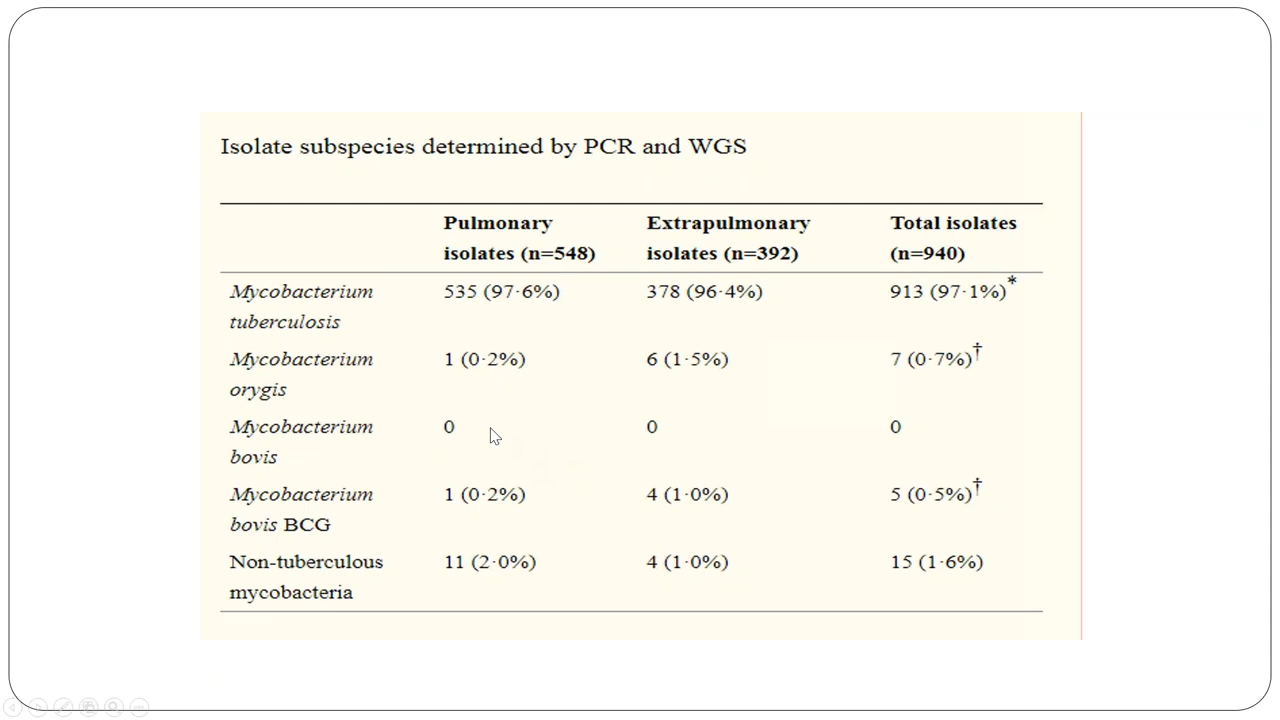 Isolate subspecies determined by PCR and WGS
Pulmonary isolates (n=548) Extrapulmonary isolates (n=392) Total isolates (n=940)
Mycobacterium tuberculosis 535 (97·6%) 378 (96·4%) 913 (97·1%)*
Mycobacterium orygis 1 (0·2%) 6 (1·5%) 7 (0·7%)†
Mycobacterium bovis 0 0 0
Mycobacterium bovis BCG 1 (0·2%) 4 (1·0%) 5 (0·5%)†
Non-tuberculous mycobacteria 11 (2·0%) 4 (1·0%) 15 (1·6%)